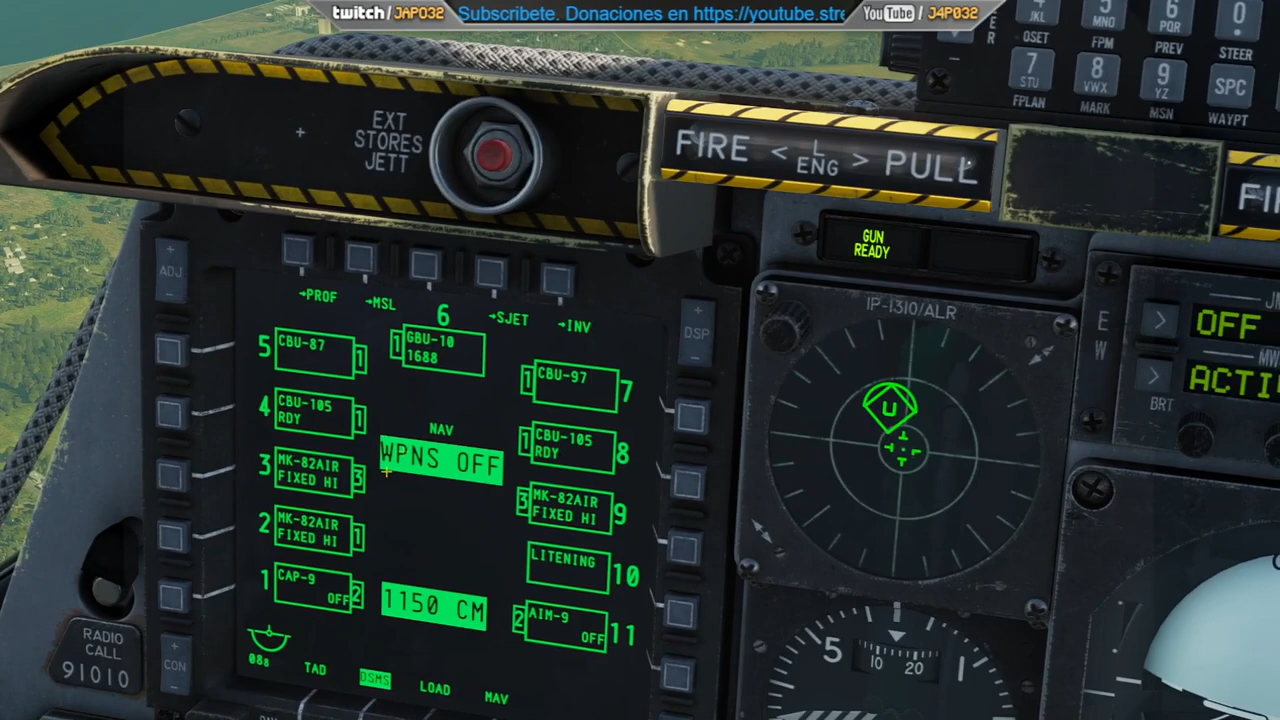 twitch / JAP032
Subscribete. Donaciones en https://youtube.stre
YouTube / J4P032
JKL
5
MNO
6
PQR
0
OSET
FPM
PREV
STEER
7
STU
8
VWX
9
YZ
SPC
FPLAN
MARK
MSN
WAYPT
EXT
STORES
JETT
FIRE < L ENG > PULL
GUN
READY
IP-1310/ALR
U
E
W
OFF
BRT
+
ADJ
-
+
DSP
-
→PROF
→MSL
6
→SJET
→INV
5
CBU-87
1
1
GBU-10
1688
1
CBU-97
7
4
CBU-105
RDY
1
NAV
WPNS OFF
1
CBU-105
RDY
8
3
MK-82AIR
FIXED HI
3
3
MK-82AIR
FIXED HI
9
2
MK-82AIR
FIXED HI
1
LITENING
10
1
CAP-9
OFF
2
1150 CM
2
AIM-9
OFF
11
088
TAD
DSMS
LOAD
MAV
+
CON
-
RADIO
CALL
91010
5
10
20
1